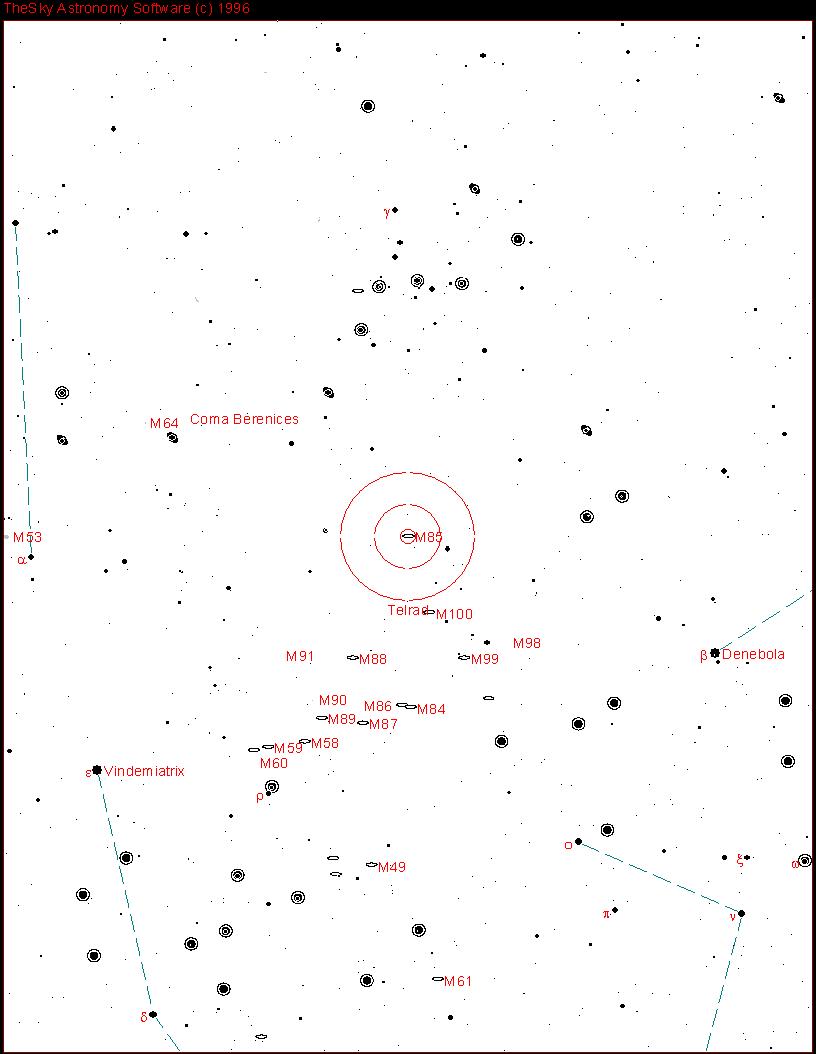 TheSky Astronomy Software (c) 1996
γ
M64
Coma Berenices
M53
α
M85
Telrad
M100
M91
M88
M99
M98
β
Denebola
M90
M86
M84
M89
M87
M59
M58
M60
ε
Vindemiatrix
ρ
M49
ο
ξ
ω
π
ν
M61
δ